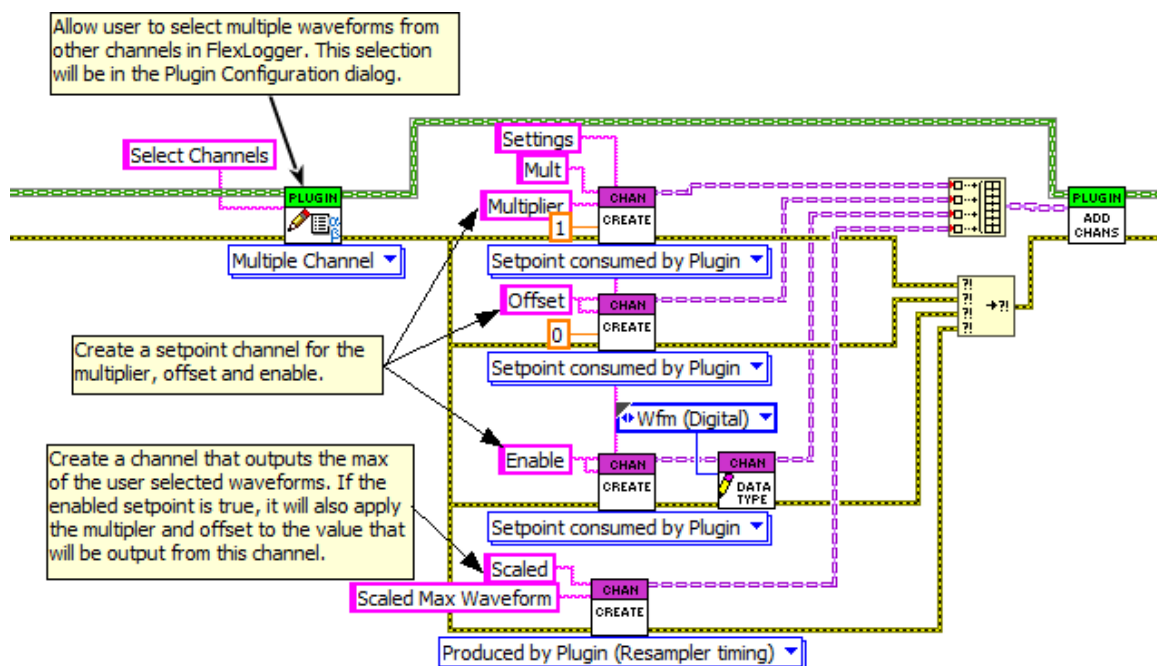 Allow user to select multiple waveforms from
other channels in FlexLogger. This selection
will be in the Plugin Configuration dialog.
Select Channels
PLUGIN
Multiple Channel
Settings
Mult
Multiplier
1
CHAN
CREATE
Setpoint consumed by Plugin
PLUGIN
ADD
CHANS
Offset
0
CHAN
CREATE
Setpoint consumed by Plugin
?!
?!
?!
?!
→?!
Create a setpoint channel for the
multiplier, offset and enable.
Wfm (Digital)
Enable
CHAN
CREATE
CHAN
DATA
TYPE
Setpoint consumed by Plugin
Create a channel that outputs the max
of the user selected waveforms. If the
enabled setpoint is true, it will also apply
the multipler and offset to the value that
will be output from this channel.
Scaled
Scaled Max Waveform
CHAN
CREATE
Produced by Plugin (Resampler timing)